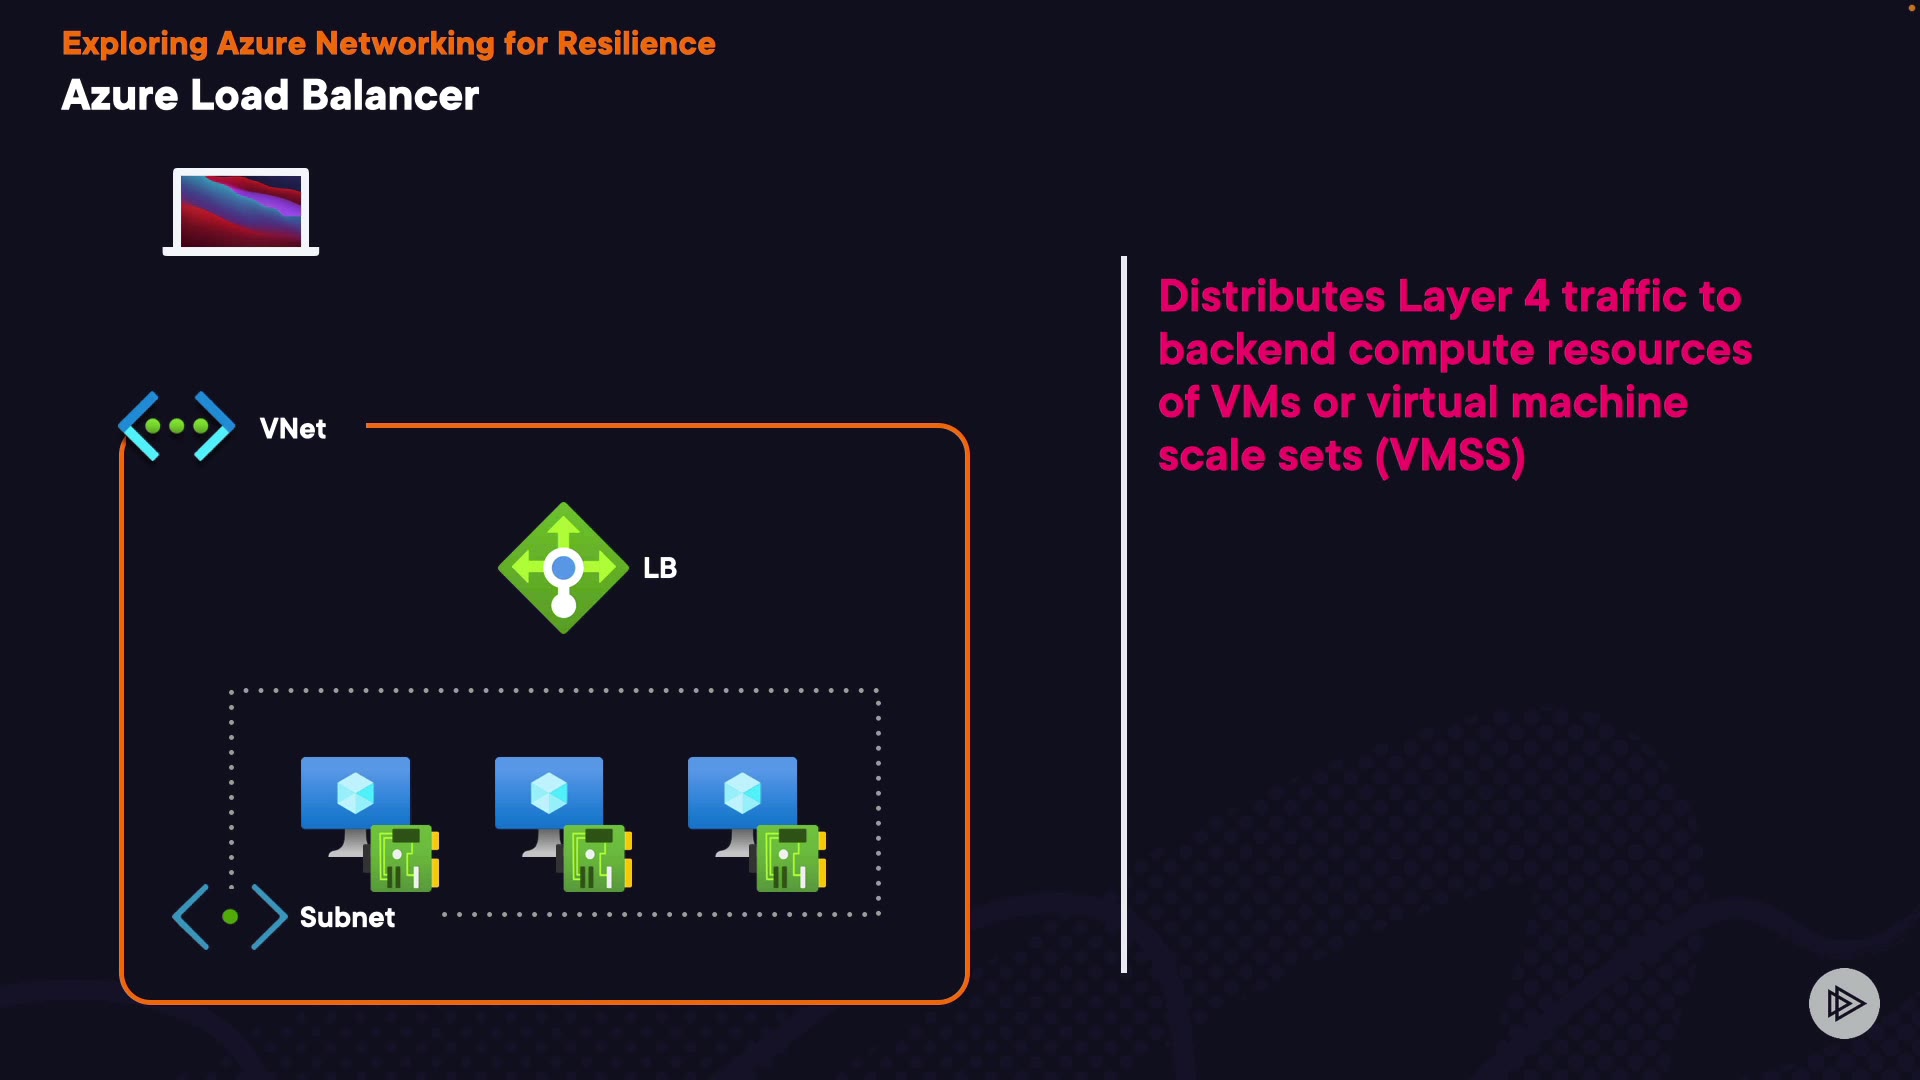 Exploring Azure Networking for Resilience
Azure Load Balancer
Distributes Layer 4 traffic to
backend compute resources
of VMs or virtual machine
scale sets (VMSS)
VNet
LB
Subnet